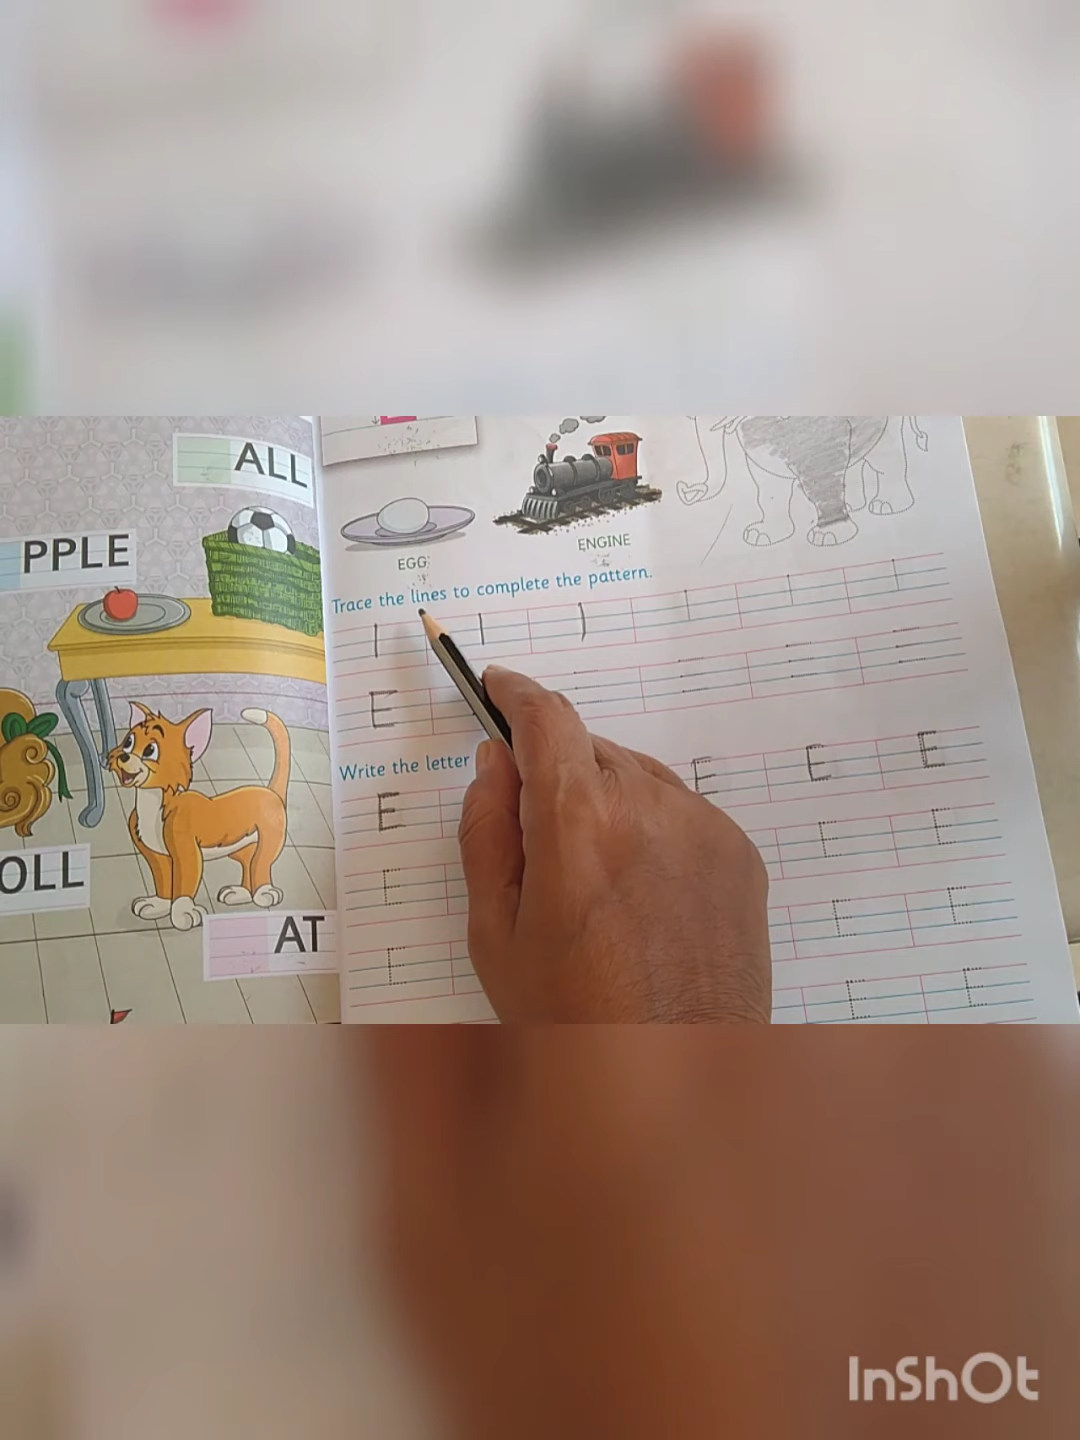 ALL
PPLE
OLL
AT
EGG
ENGINE
Trace the lines to complete the pattern.
E
Write the letter
E E E E
E E E
E E E
E E E
InShOt